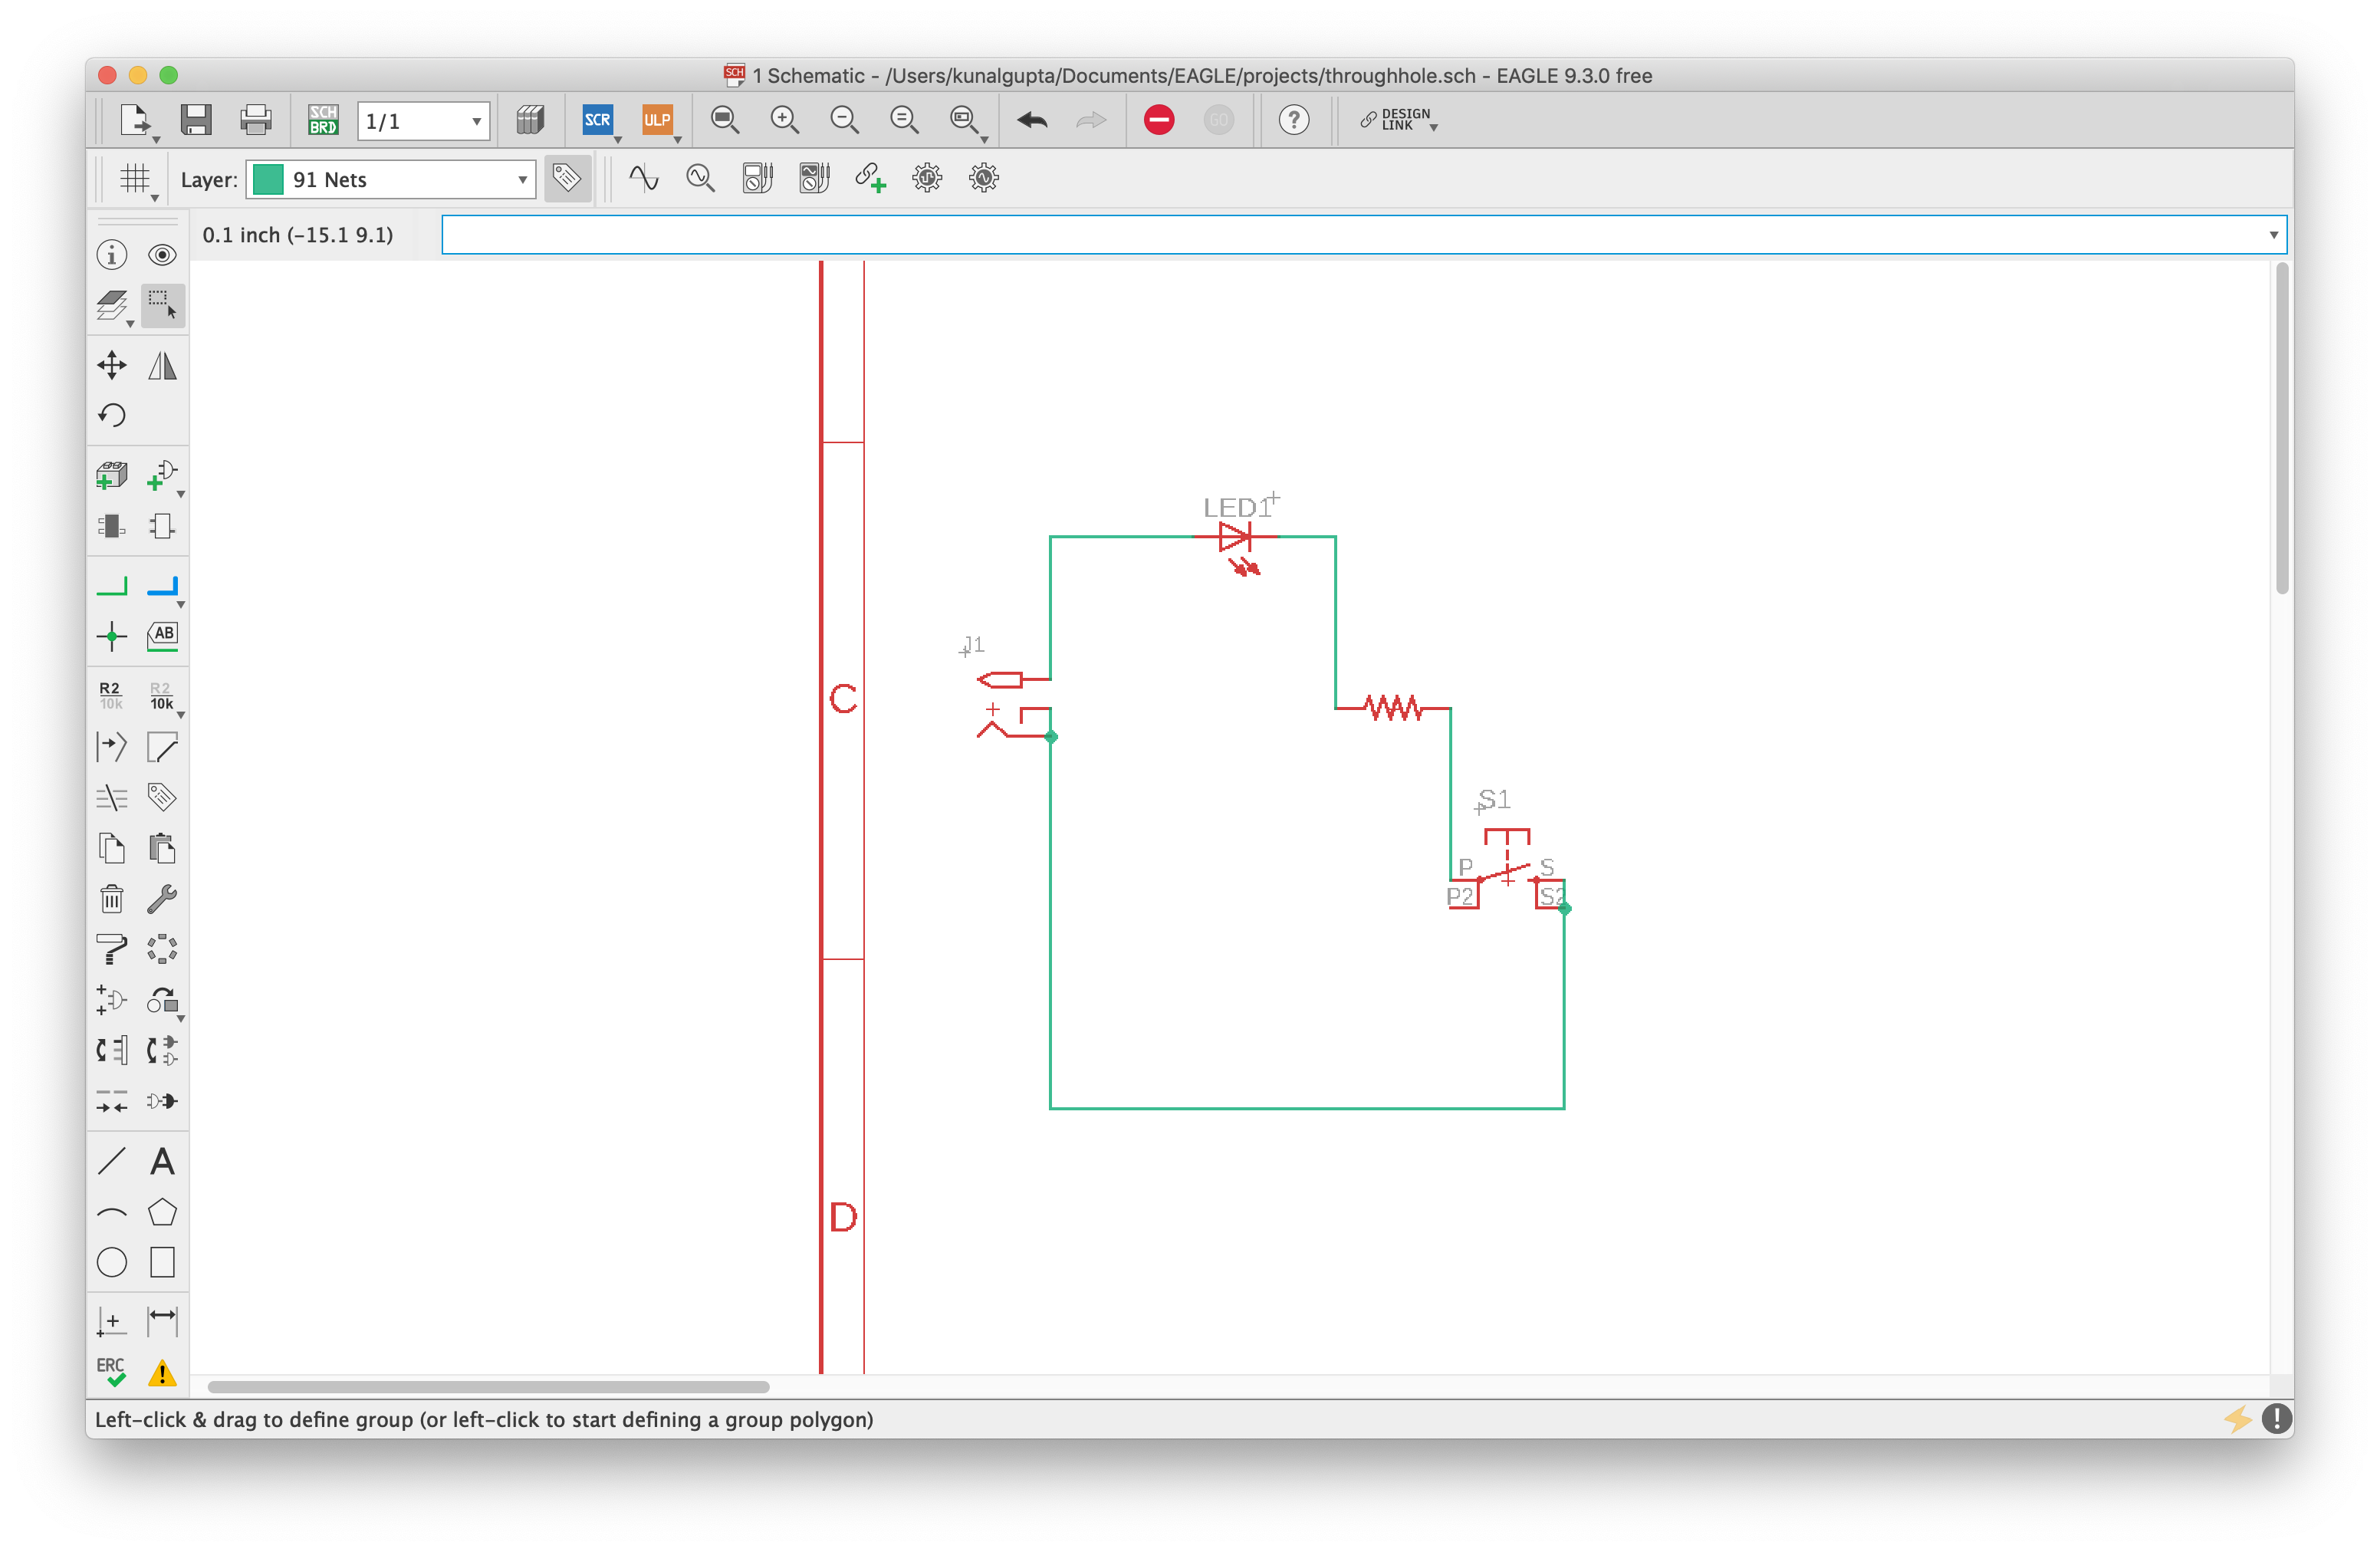 1 Schematic - /Users/kunalgupta/Documents/EAGLE/projects/throughhole.sch - EAGLE 9.3.0 free
SCH
SCH
BRD
1/1
SCR
ULP
GO
DESIGN
LINK
Layer:
91 Nets
0.1 inch (-15.1 9.1)
LED1
J1
C
S1
P
S
P2
S2
D
AB
R2
10k
R2
10k
A
ERC
Left-click & drag to define group (or left-click to start defining a group polygon)